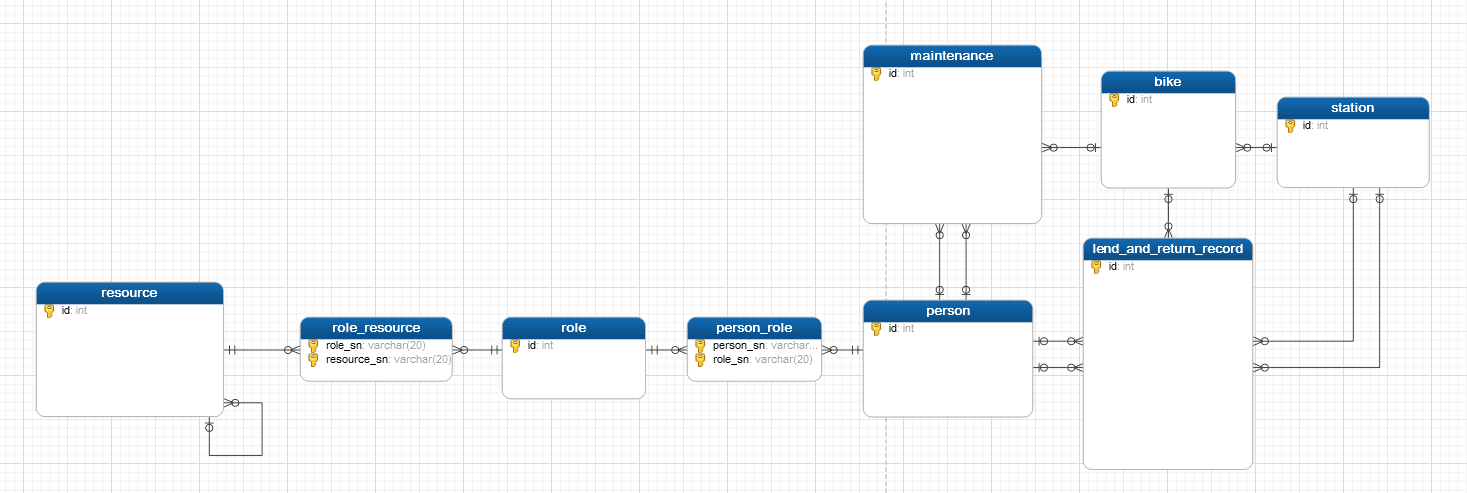 maintenance
id: int
bike
id: int
station
id: int
lend_and_return_record
id: int
resource
id: int
role_resource
role_sn: varchar(20)
resource_sn: varchar(20)
role
id: int
person_role
person_sn: varchar...
role_sn: varchar(20)
person
id: int